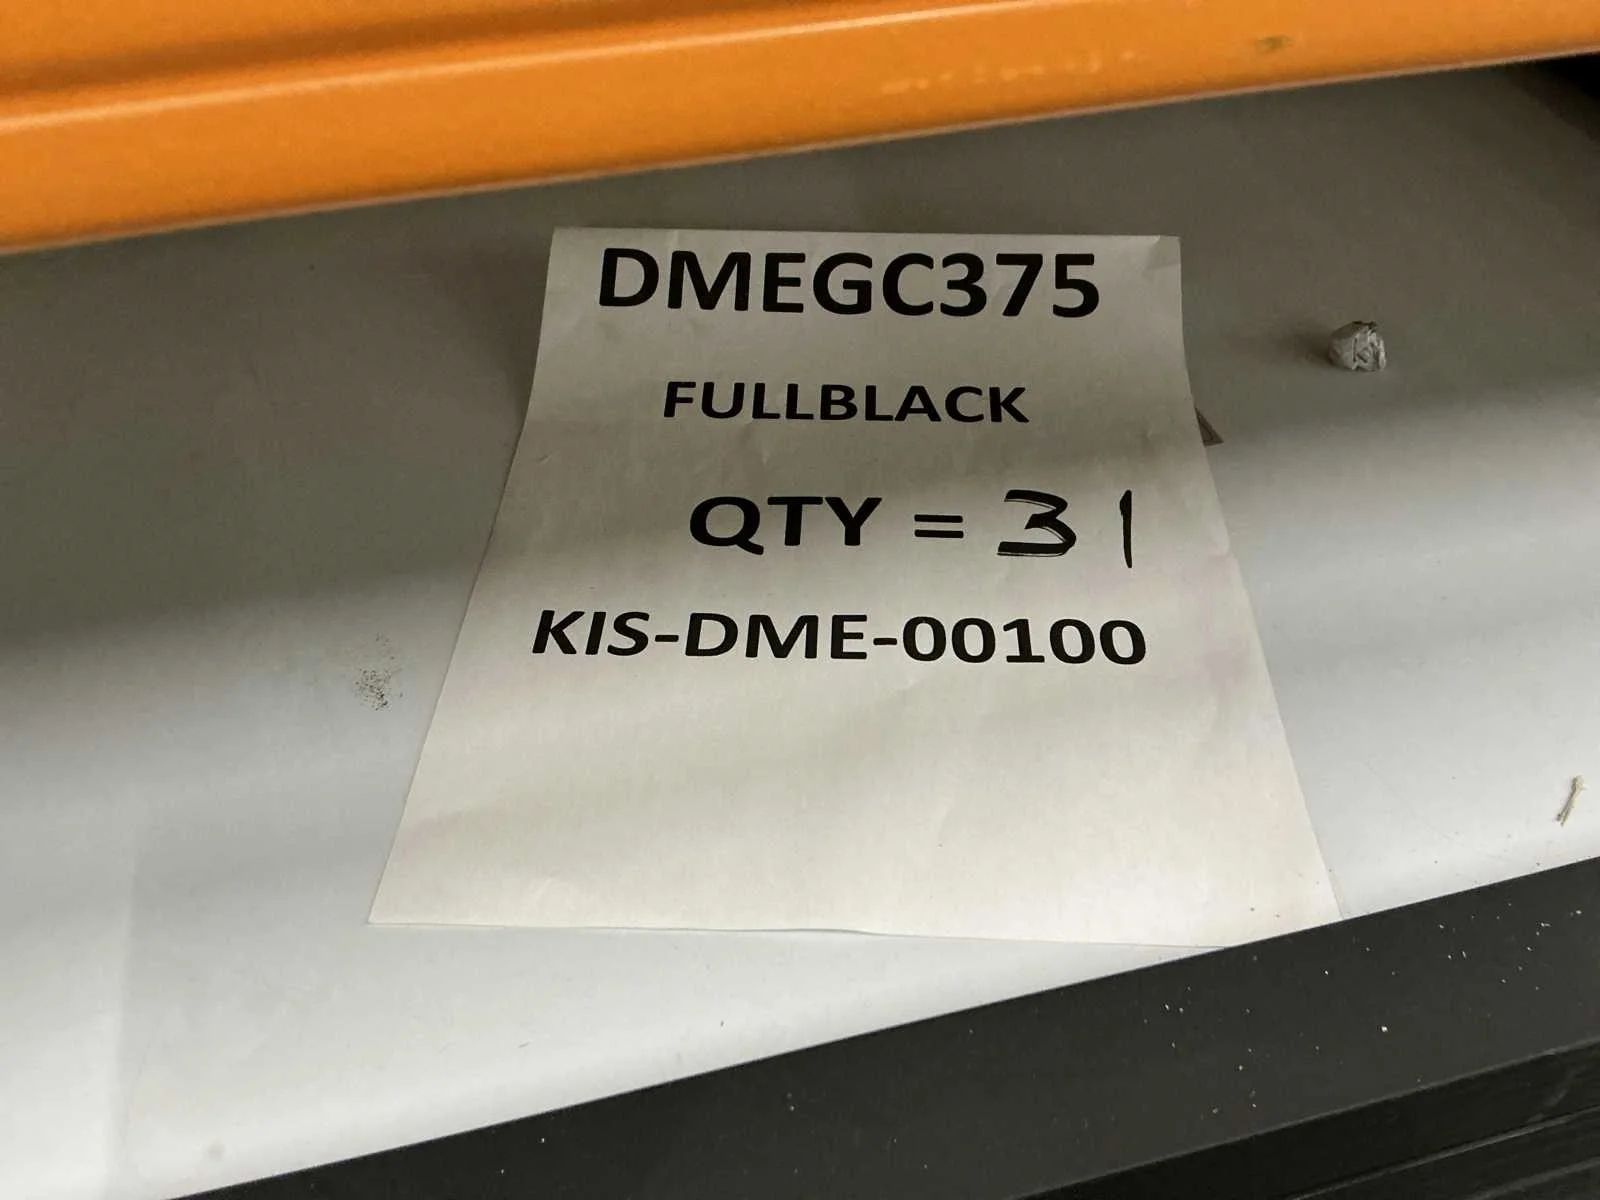 DMEGC375
FULLBLACK
QTY = 31
KIS-DME-00100